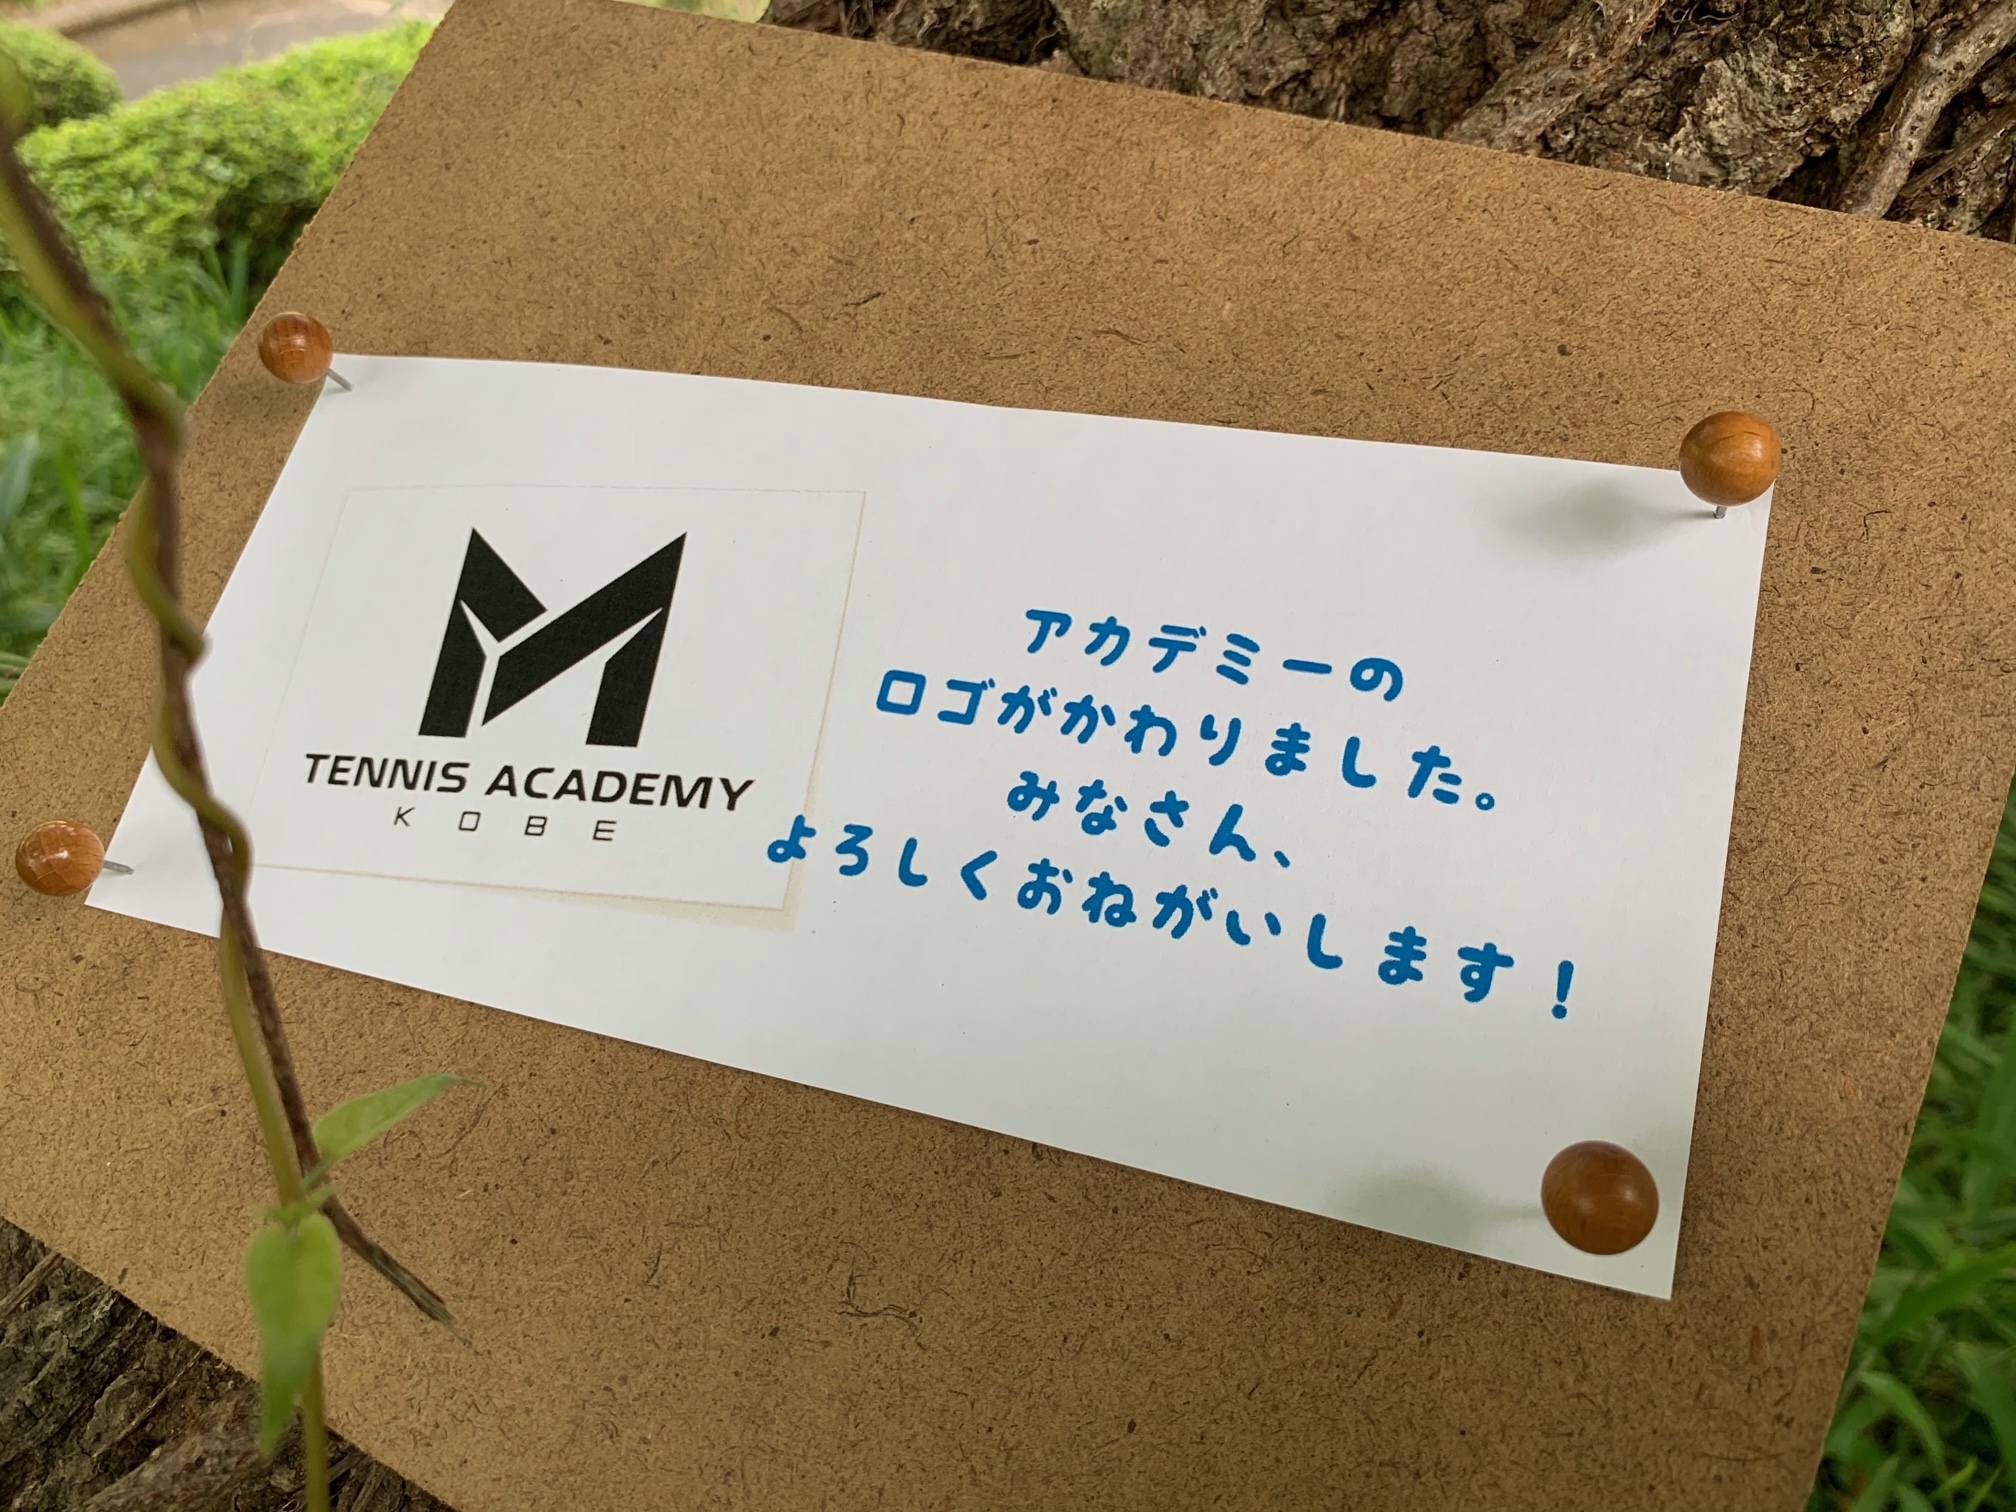 M
TENNIS ACADEMY
KOBE
アカデミーの
ロゴがかわりました。
みなさん、
よろしくおねがいします！